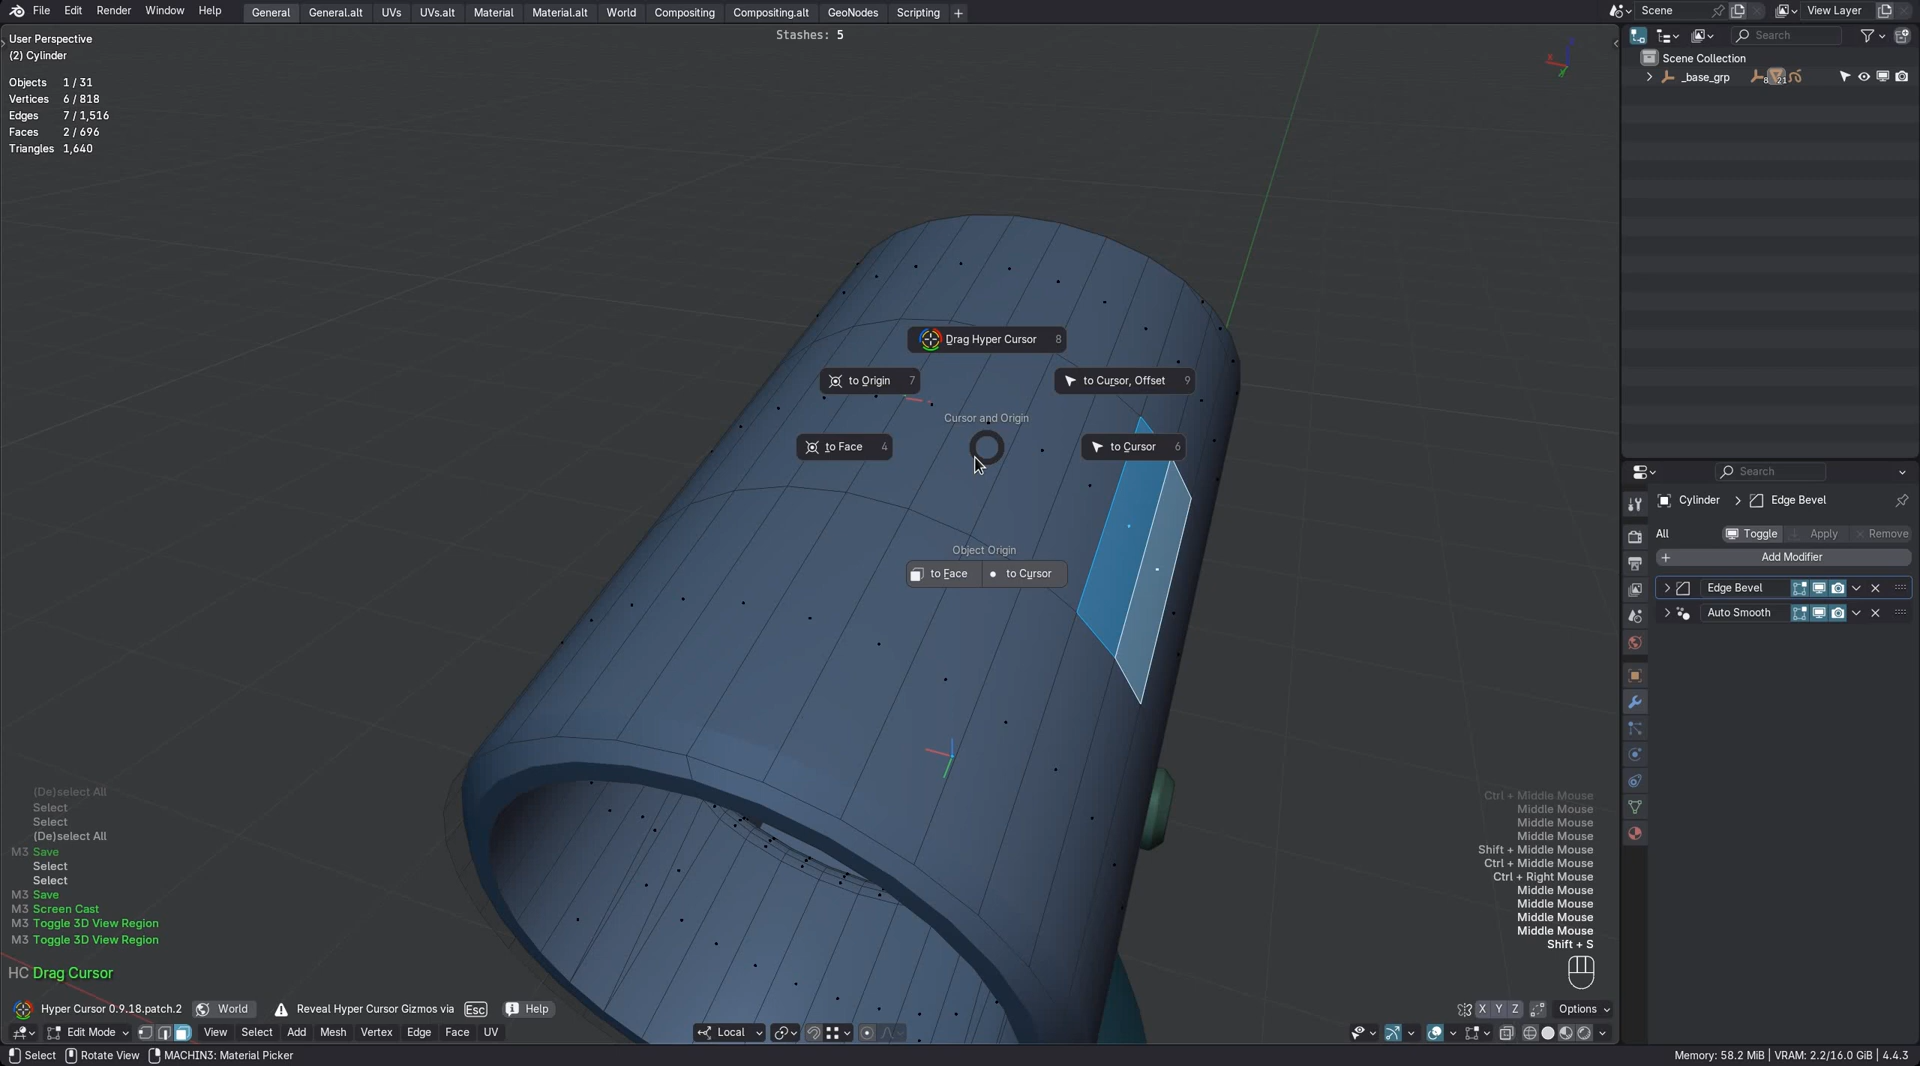 File Edit Render Window Help General General.alt UVs UVs.alt Material Material.alt World Compositing Compositing.alt GeoNodes Scripting + Scene View Layer
User Perspective
(2) Cylinder
Stashes: 5
Objects 1 / 31
Vertices 6 / 818
Edges 7 / 1,516
Faces 2 / 696
Triangles 1,640
Search
Scene Collection
_base_grp 8 21
Drag Hyper Cursor 8
to Origin 7
to Cursor, Offset 9
Cursor and Origin
to Face 4
to Cursor 6
Object Origin
to Face to Cursor
Search
Cylinder > Edge Bevel
All Toggle Apply Remove
+ Add Modifier
Edge Bevel
Auto Smooth
(De)select All
Select
Select
(De)select All
M3 Save
Select
Select
M3 Save
M3 Screen Cast
M3 Toggle 3D View Region
M3 Toggle 3D View Region
HC Drag Cursor
Ctrl + Middle Mouse
Middle Mouse
Middle Mouse
Middle Mouse
Shift + Middle Mouse
Ctrl + Middle Mouse
Ctrl + Right Mouse
Middle Mouse
Middle Mouse
Middle Mouse
Middle Mouse
Shift + S
Hyper Cursor 0.9.18.patch.2 World Reveal Hyper Cursor Gizmos via Esc Help X Y Z Options
Edit Mode View Select Add Mesh Vertex Edge Face UV Local
Select Rotate View MACHIN3: Material Picker Memory: 58.2 MiB | VRAM: 2.2/16.0 GiB | 4.4.3